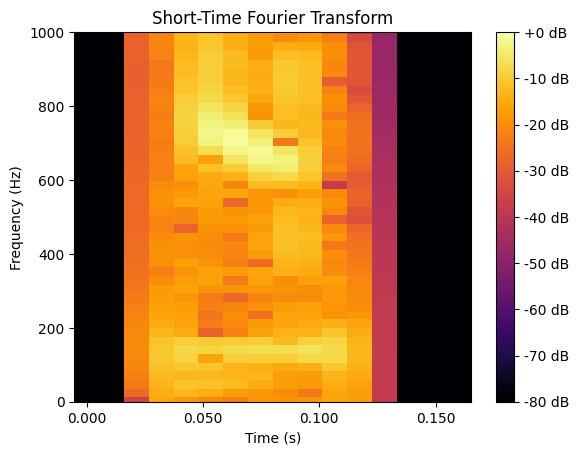 Short-Time Fourier Transform
1000
800
600
400
200
0
Frequency (Hz)
0.000
0.050
0.100
0.150
Time (s)
+0 dB
-10 dB
-20 dB
-30 dB
-40 dB
-50 dB
-60 dB
-70 dB
-80 dB